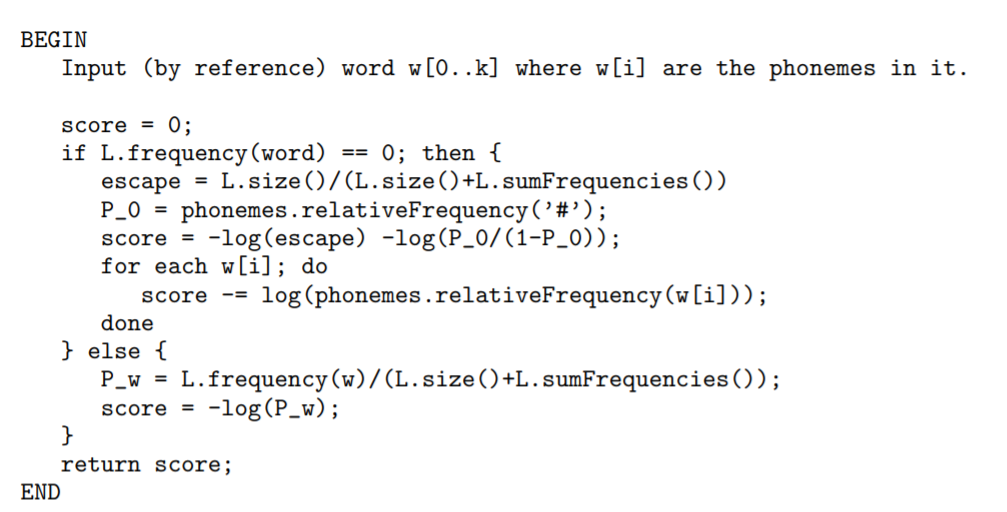 BEGIN
Input (by reference) word w[0..k] where w[i] are the phonemes in it.
score = 0;
if L.frequency(word) == 0; then {
escape = L.size()/(L.size()+L.sumFrequencies())
P_0 = phonemes.relativeFrequency(’#’);
score = -log(escape) -log(P_0/(1-P_0));
for each w[i]; do
score -= log(phonemes.relativeFrequency(w[i]));
done
} else {
P_w = L.frequency(w)/(L.size()+L.sumFrequencies());
score = -log(P_w);
}
return score;
END